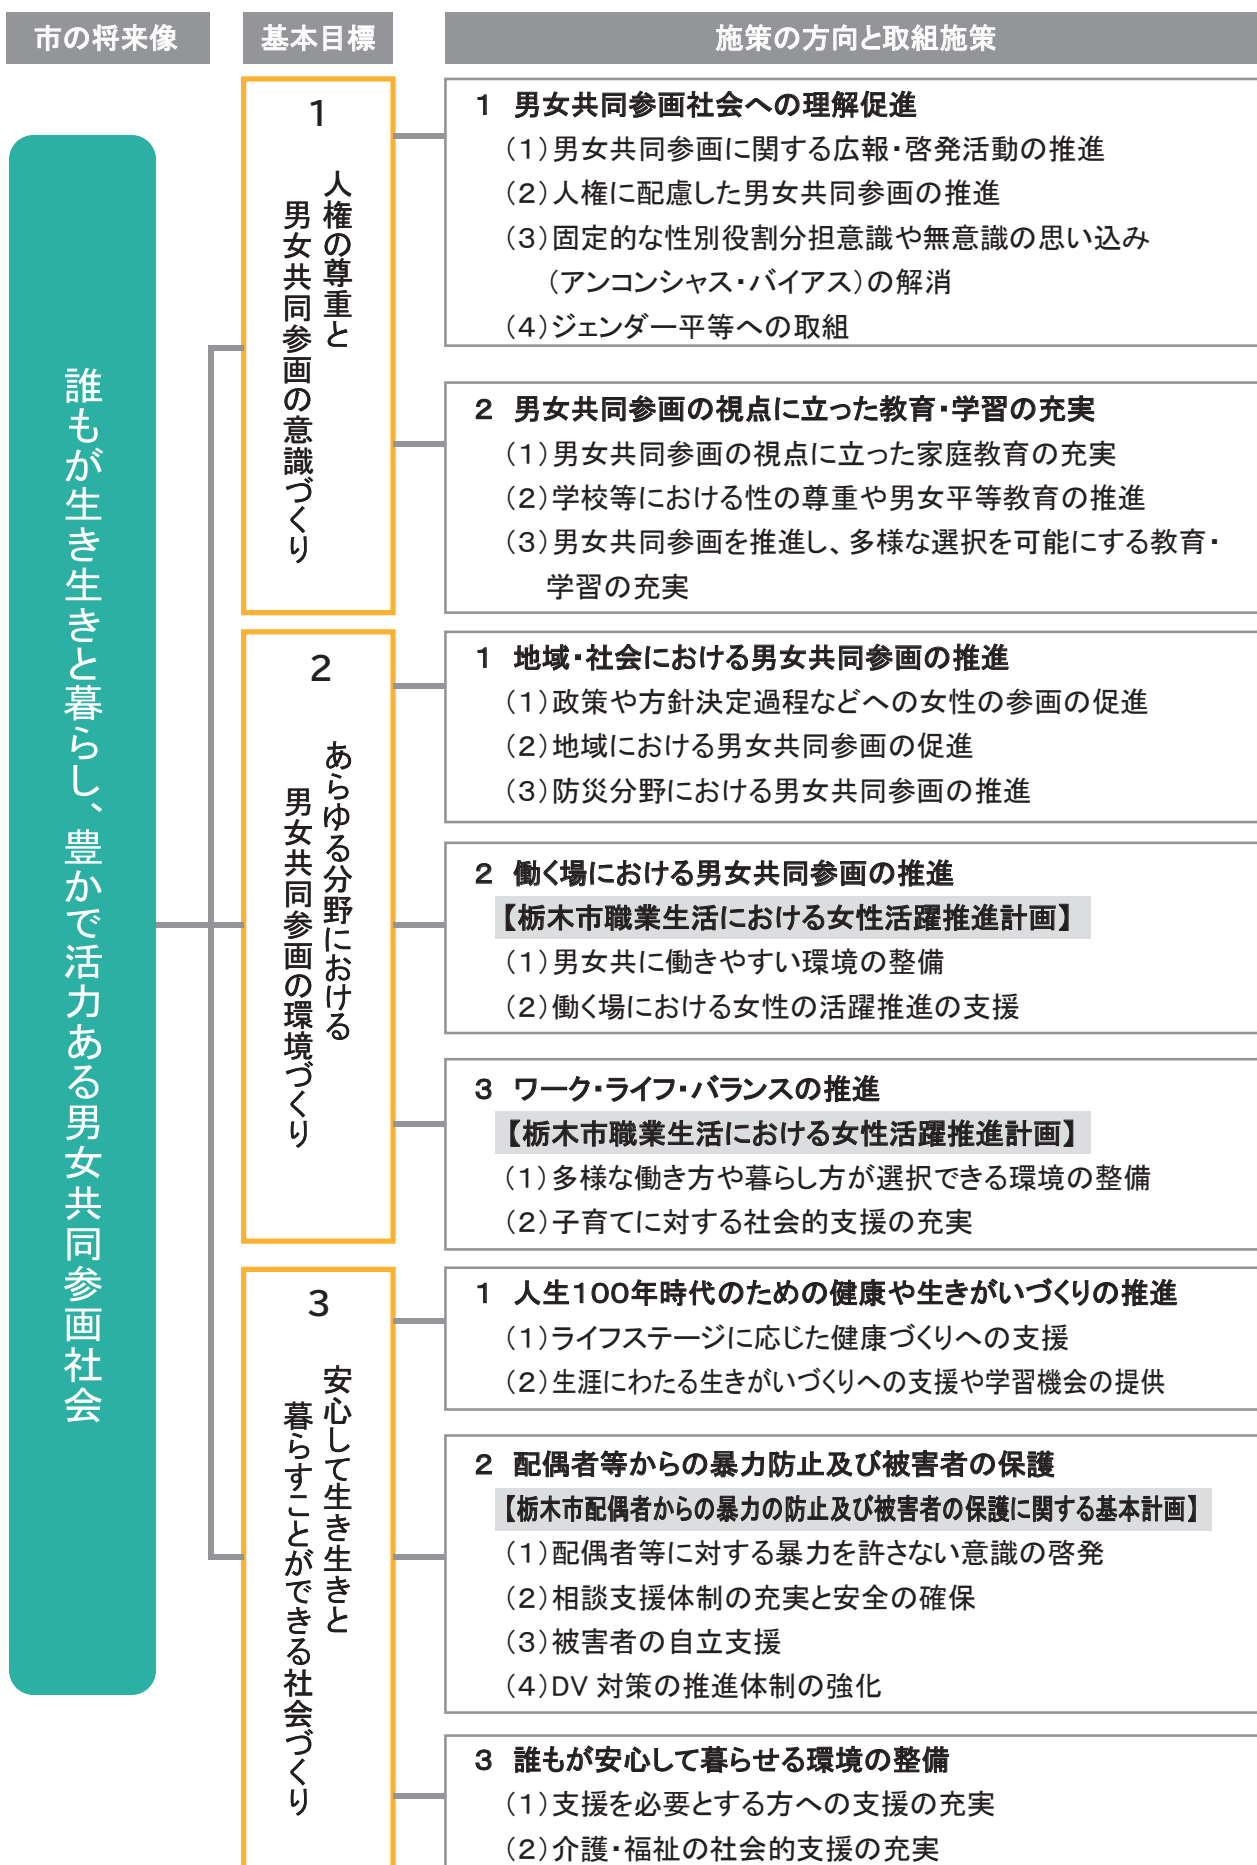 市の将来像
基本目標
施策の方向と取組施策
誰もが生き生きと暮らし、豊かで活力ある男女共同参画社会
1
人権の尊重と
男女共同参画の意識づくり
1 男女共同参画社会への理解促進
(1)男女共同参画に関する広報・啓発活動の推進
(2)人権に配慮した男女共同参画の推進
(3)固定的な性別役割分担意識や無意識の思い込み
(アンコンシャス・バイアス)の解消
(4)ジェンダー平等への取組
2 男女共同参画の視点に立った教育・学習の充実
(1)男女共同参画の視点に立った家庭教育の充実
(2)学校等における性の尊重や男女平等教育の推進
(3)男女共同参画を推進し、多様な選択を可能にする教育・
学習の充実
2
あらゆる分野における
男女共同参画の環境づくり
1 地域・社会における男女共同参画の推進
(1)政策や方針決定過程などへの女性の参画の促進
(2)地域における男女共同参画の促進
(3)防災分野における男女共同参画の推進
2 働く場における男女共同参画の推進
【栃木市職業生活における女性活躍推進計画】
(1)男女共に働きやすい環境の整備
(2)働く場における女性の活躍推進の支援
3 ワーク・ライフ・バランスの推進
【栃木市職業生活における女性活躍推進計画】
(1)多様な働き方や暮らし方が選択できる環境の整備
(2)子育てに対する社会的支援の充実
3
安心して生き生きと
暮らすことができる社会づくり
1 人生100年時代のための健康や生きがいづくりの推進
(1)ライフステージに応じた健康づくりへの支援
(2)生涯にわたる生きがいづくりへの支援や学習機会の提供
2 配偶者等からの暴力防止及び被害者の保護
【栃木市配偶者からの暴力の防止及び被害者の保護に関する基本計画】
(1)配偶者等に対する暴力を許さない意識の啓発
(2)相談支援体制の充実と安全の確保
(3)被害者の自立支援
(4)DV 対策の推進体制の強化
3 誰もが安心して暮らせる環境の整備
(1)支援を必要とする方への支援の充実
(2)介護・福祉の社会的支援の充実